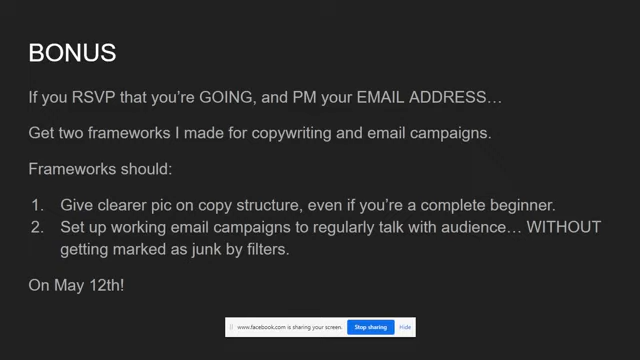 BONUS
If you RSVP that you're GOING, and PM your EMAIL ADDRESS…
Get two frameworks I made for copywriting and email campaigns.
Frameworks should:
1. Give clearer pic on copy structure, even if you're a complete beginner.
2. Set up working email campaigns to regularly talk with audience… WITHOUT
getting marked as junk by filters.
On May 12th!
www.facebook.com is sharing your screen. Stop sharing Hide